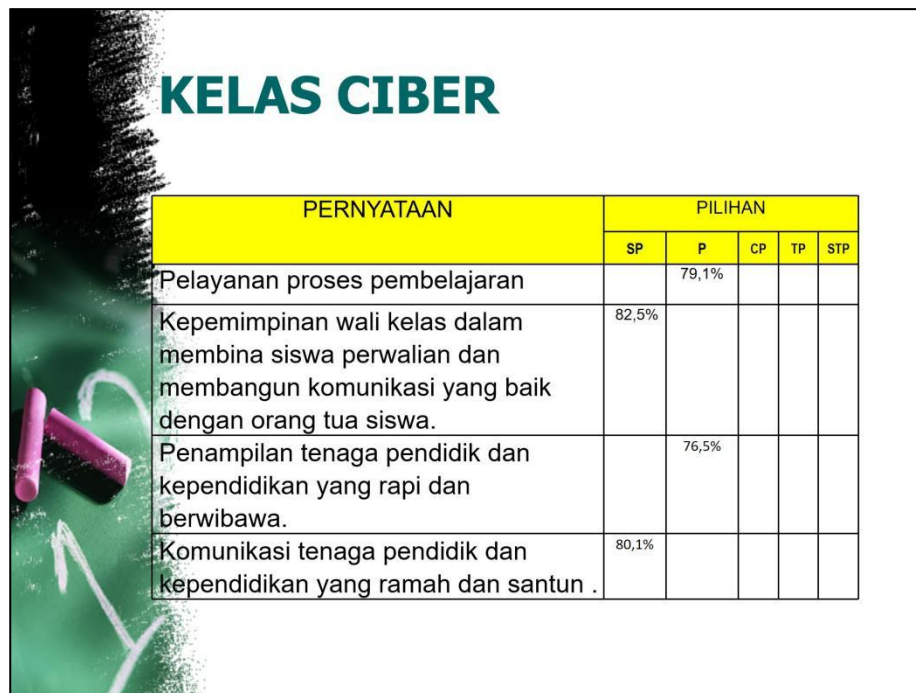 KELAS CIBER
PERNYATAAN PILIHAN
SP P CP TP STP
Pelayanan proses pembelajaran 79,1%
Kepemimpinan wali kelas dalam 82,5%
membina siswa perwalian dan
membangun komunikasi yang baik
dengan orang tua siswa.
Penampilan tenaga pendidik dan 76,5%
kependidikan yang rapi dan
berwibawa.
Komunikasi tenaga pendidik dan 80,1%
kependidikan yang ramah dan santun .